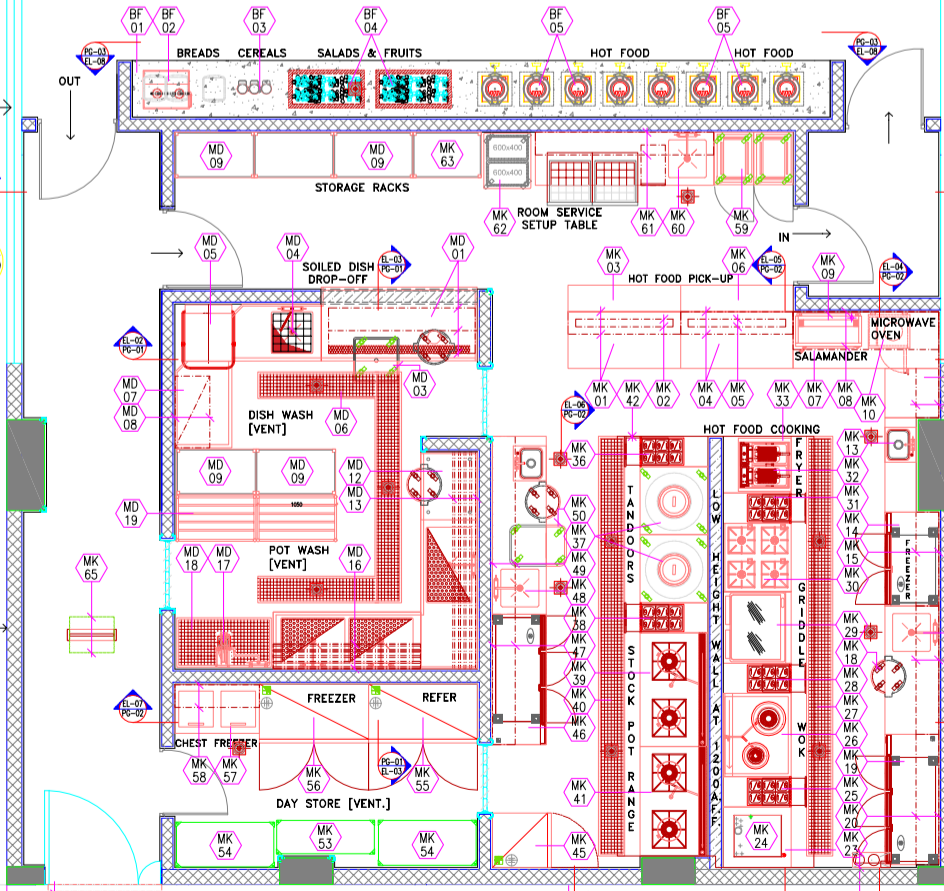 BF
01
BF
02
BF
03
BF
04
BF
05
BF
05
PG-03
EL-08
BREADS CEREALS SALADS & FRUITS HOT FOOD HOT FOOD
PG-03
EL-08
OUT
MD
09
MD
09
MK
63
600x400
600x400
STORAGE RACKS
MK
62
ROOM SERVICE
SETUP TABLE
MK
61
MK
60
MK
59
IN
MD
05
MD
04
SOILED DISH
DROP-OFF
EL-03
PG-01
MD
01
MK
03
HOT FOOD PICK-UP
MK
06
EL-05
PG-02
MK
09
EL-04
PG-02
EL-02
PG-01
MICROWAVE
OVEN
SALAMANDER
MD
03
MD
07
MD
08
DISH WASH
[VENT]
MD
06
MK
01
MK
42
MK
02
MK
04
MK
05
MK
33
MK
07
MK
08
MK
10
EL-06
PG-02
HOT FOOD COOKING
MD
09
MD
09
MD
12
MD
13
MK
36
MK
13
MK
32
FRYER
MD
19
1050
MK
50
MK
37
TANDOORS
LOW HEIGHT WALL AT 1200A.F.F
MK
31
MK
14
MK
15
FREEZER
POT WASH
[VENT]
MD
18
MD
17
MD
16
MK
49
MK
48
MK
30
MK
65
MK
38
MK
47
MK
29
GRIDDLE
MK
18
MK
39
STOCK POT RANGE
MK
28
MK
40
MK
27
EL-07
PG-02
FREEZER REFER
MK
46
MK
26
WOK
CHEST FREEZER
MK
58
MK
57
MK
56
PG-01
EL-03
MK
55
MK
19
MK
41
MK
25
MK
20
DAY STORE [VENT.]
MK
54
MK
53
MK
54
MK
45
MK
24
MK
23